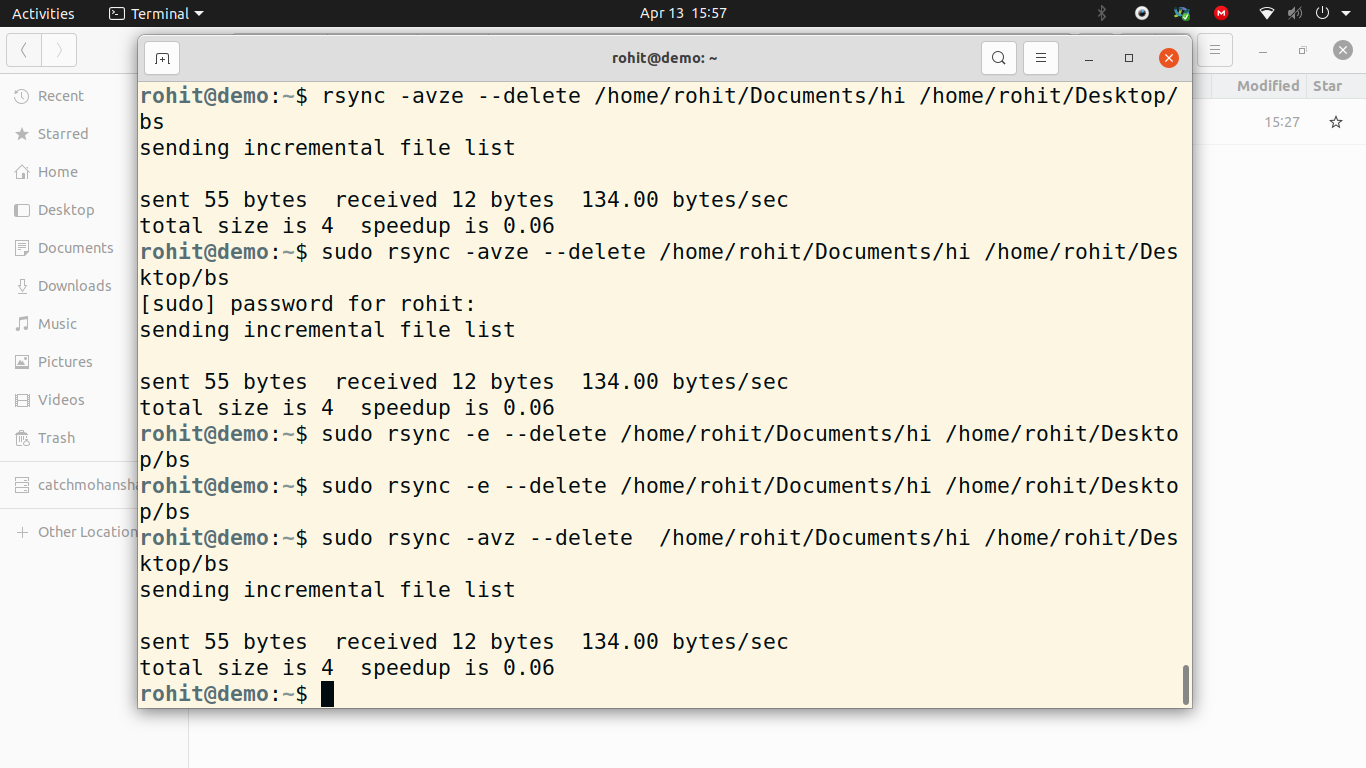 Activities
Terminal
Apr 13 15:57
M
rohit@demo: ~
Recent
Starred
Home
Desktop
Documents
Downloads
Music
Pictures
Videos
Trash
catchmohansha
Other Location
Modified
Star
15:27
rohit@demo:~$ rsync -avze --delete /home/rohit/Documents/hi /home/rohit/Desktop/
bs
sending incremental file list
sent 55 bytes  received 12 bytes  134.00 bytes/sec
total size is 4  speedup is 0.06
rohit@demo:~$ sudo rsync -avze --delete /home/rohit/Documents/hi /home/rohit/Des
ktop/bs
[sudo] password for rohit:
sending incremental file list
sent 55 bytes  received 12 bytes  134.00 bytes/sec
total size is 4  speedup is 0.06
rohit@demo:~$ sudo rsync -e --delete /home/rohit/Documents/hi /home/rohit/Deskto
p/bs
rohit@demo:~$ sudo rsync -e --delete /home/rohit/Documents/hi /home/rohit/Deskto
p/bs
rohit@demo:~$ sudo rsync -avz --delete  /home/rohit/Documents/hi /home/rohit/Des
ktop/bs
sending incremental file list
sent 55 bytes  received 12 bytes  134.00 bytes/sec
total size is 4  speedup is 0.06
rohit@demo:~$